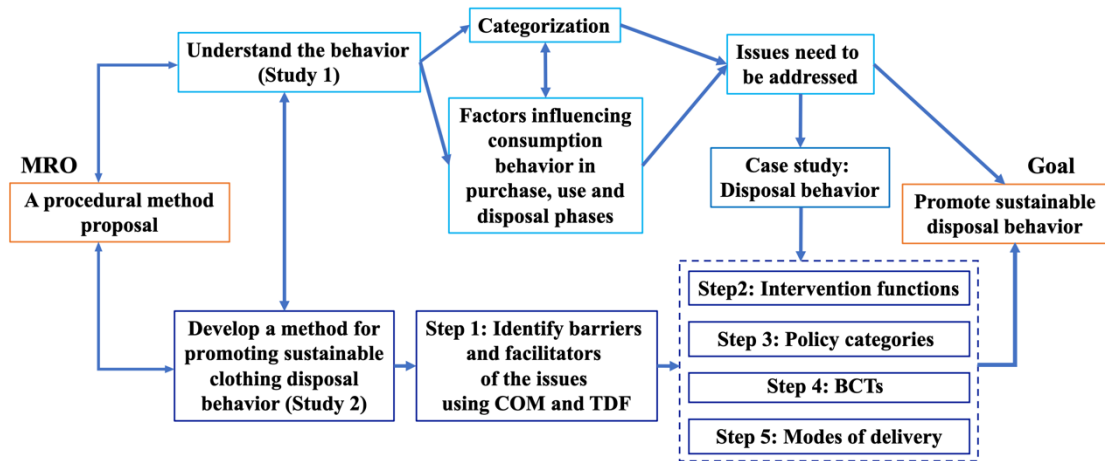 Understand the behavior
(Study 1)
Categorization
Factors influencing
consumption
behavior in
purchase, use and
disposal phases
Issues need to
be addressed
Case study:
Disposal behavior
MRO
A procedural method
proposal
Goal
Promote sustainable
disposal behavior
Develop a method for
promoting sustainable
clothing disposal
behavior (Study 2)
Step 1: Identify barriers
and facilitators
of the issues
using COM and TDF
Step2: Intervention functions
Step 3: Policy categories
Step 4: BCTs
Step 5: Modes of delivery